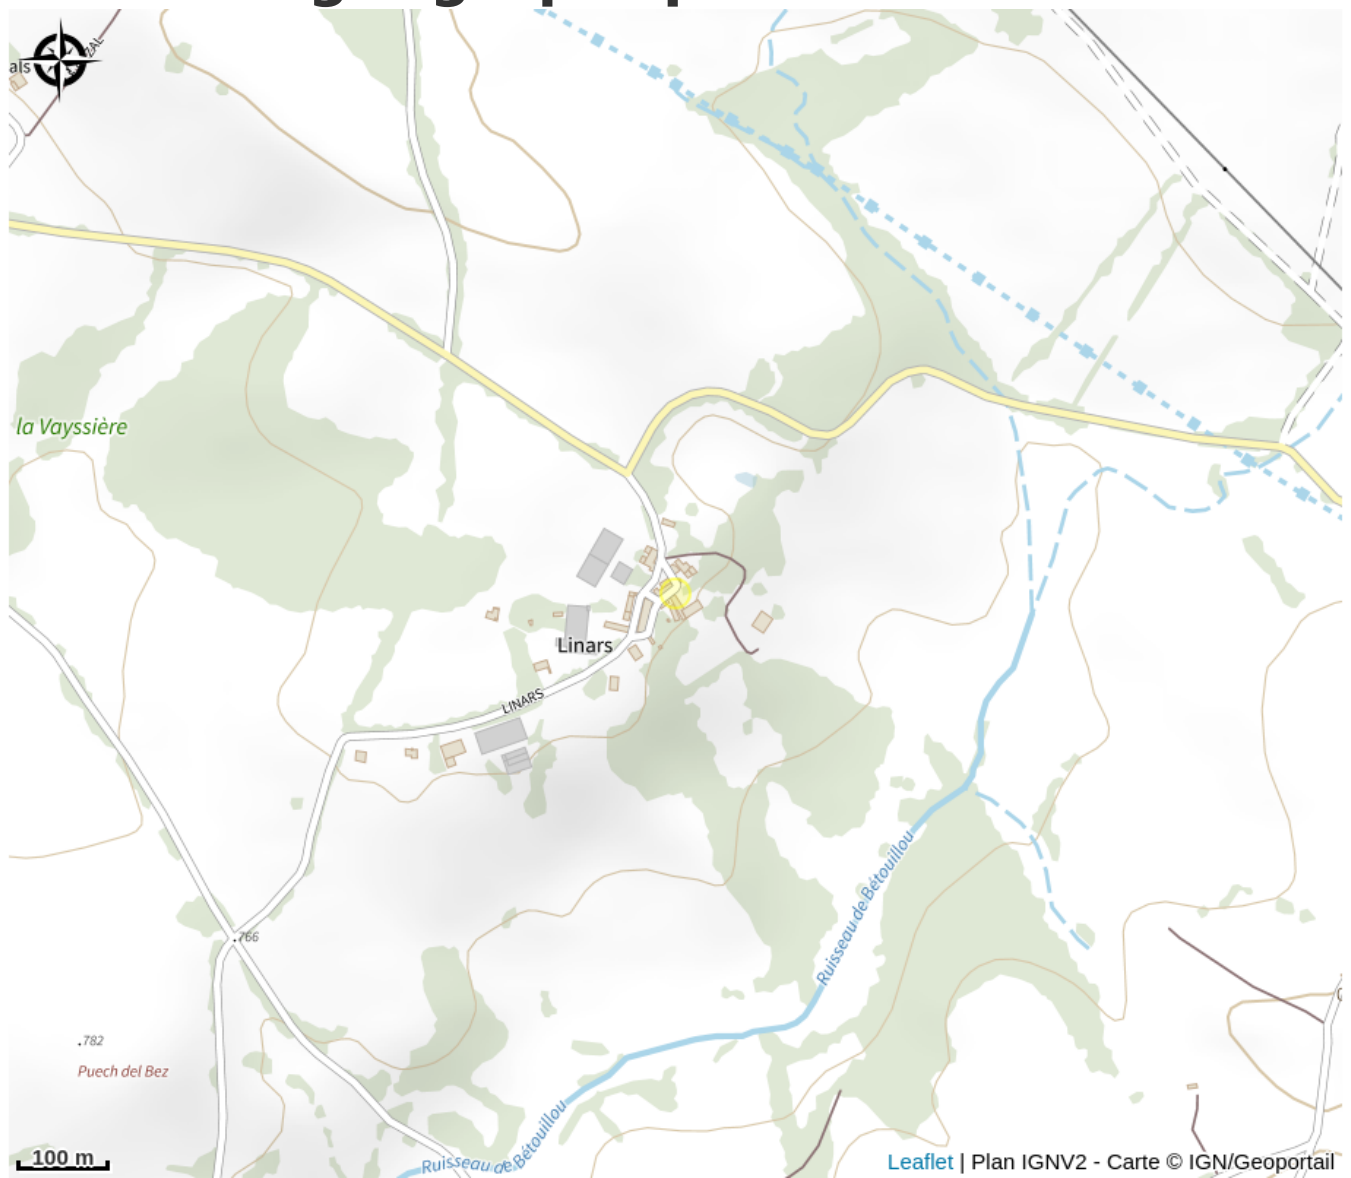 als
la Vayssière
Linars
LINARS
.766
Ruisseau de Bétouillou
.782
Puech del Bez
Ruisseau de Bétouillou
100 m
Leaflet | Plan IGNV2 - Carte © IGN/Geoportail